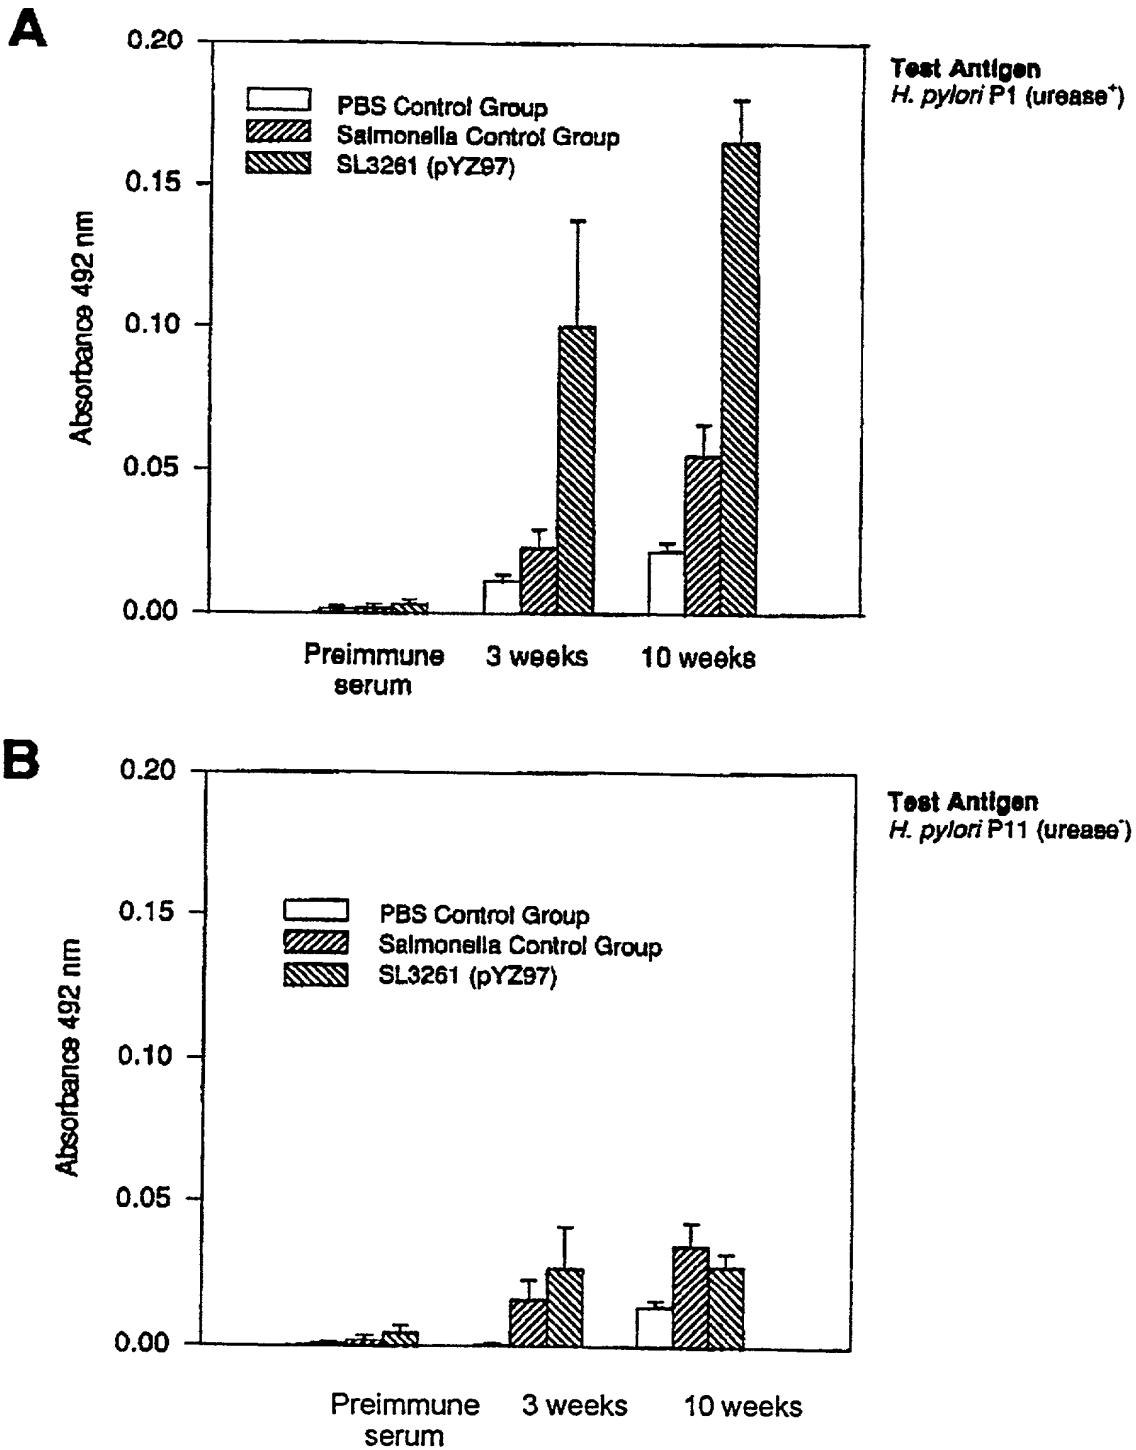 A
0.20
Test Antigen
H. pylori P1 (urease+)
PBS Control Group
Salmonella Control Group
SL3261 (pYZ97)
0.15
Absorbance 492 nm
0.10
0.05
0.00
Preimmune 3 weeks 10 weeks
serum
B
0.20
Test Antigen
H. pylori P11 (urease-)
0.15
PBS Control Group
Salmonella Control Group
SL3261 (pYZ97)
Absorbance 492 nm
0.10
0.05
0.00
Preimmune 3 weeks 10 weeks
serum